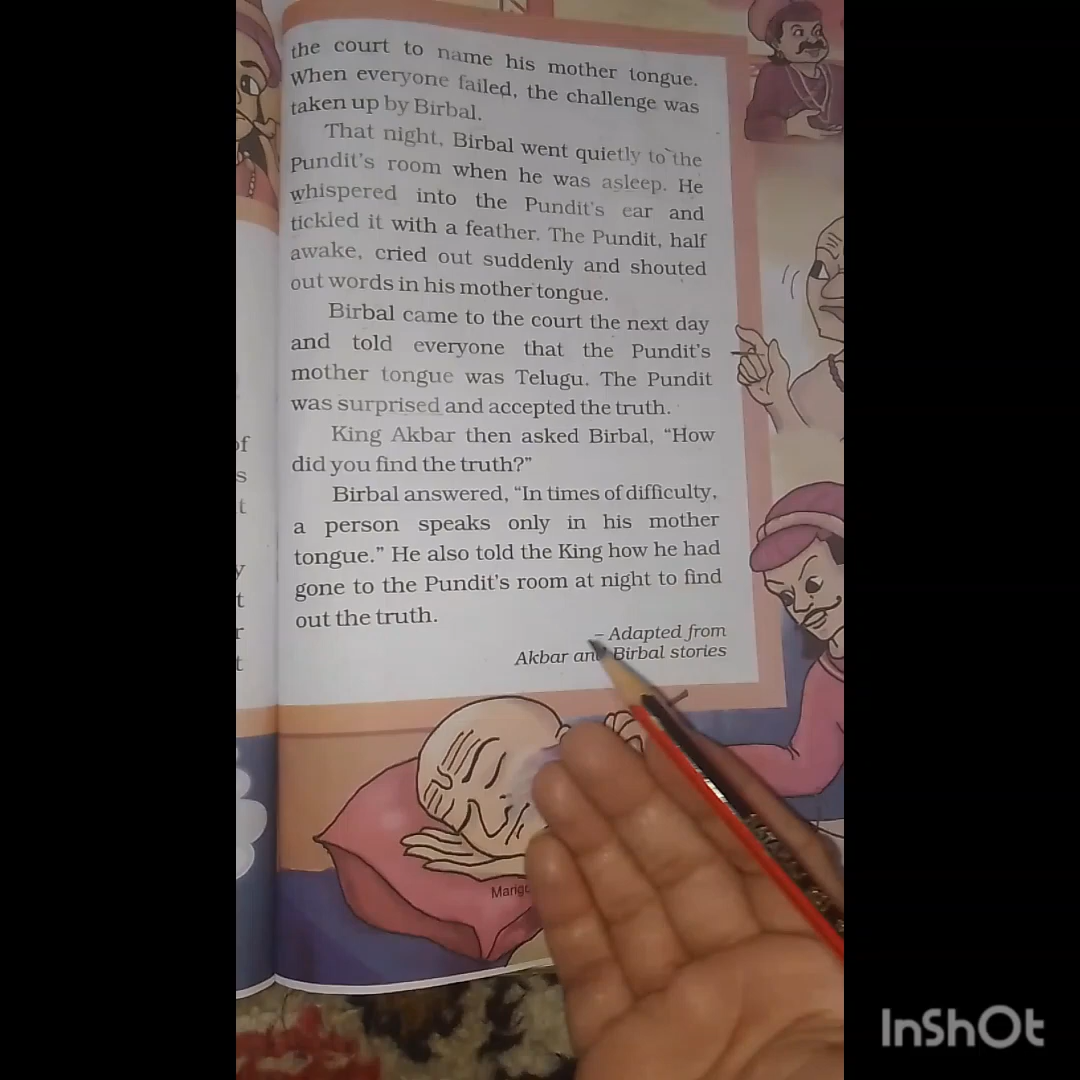 the court to name his mother tongue.
When everyone failed, the challenge was
taken up by Birbal.
That night, Birbal went quietly to the
Pundit's room when he was asleep. He
whispered into the Pundit's ear and
tickled it with a feather. The Pundit, half
awake, cried out suddenly and shouted
out words in his mother tongue.
Birbal came to the court the next day
and told everyone that the Pundit's
mother tongue was Telugu. The Pundit
was surprised and accepted the truth.
King Akbar then asked Birbal, “How
did you find the truth?”
Birbal answered, “In times of difficulty,
a person speaks only in his mother
tongue.” He also told the King how he had
gone to the Pundit's room at night to find
out the truth.
– Adapted from
Akbar and Birbal stories
InShOt